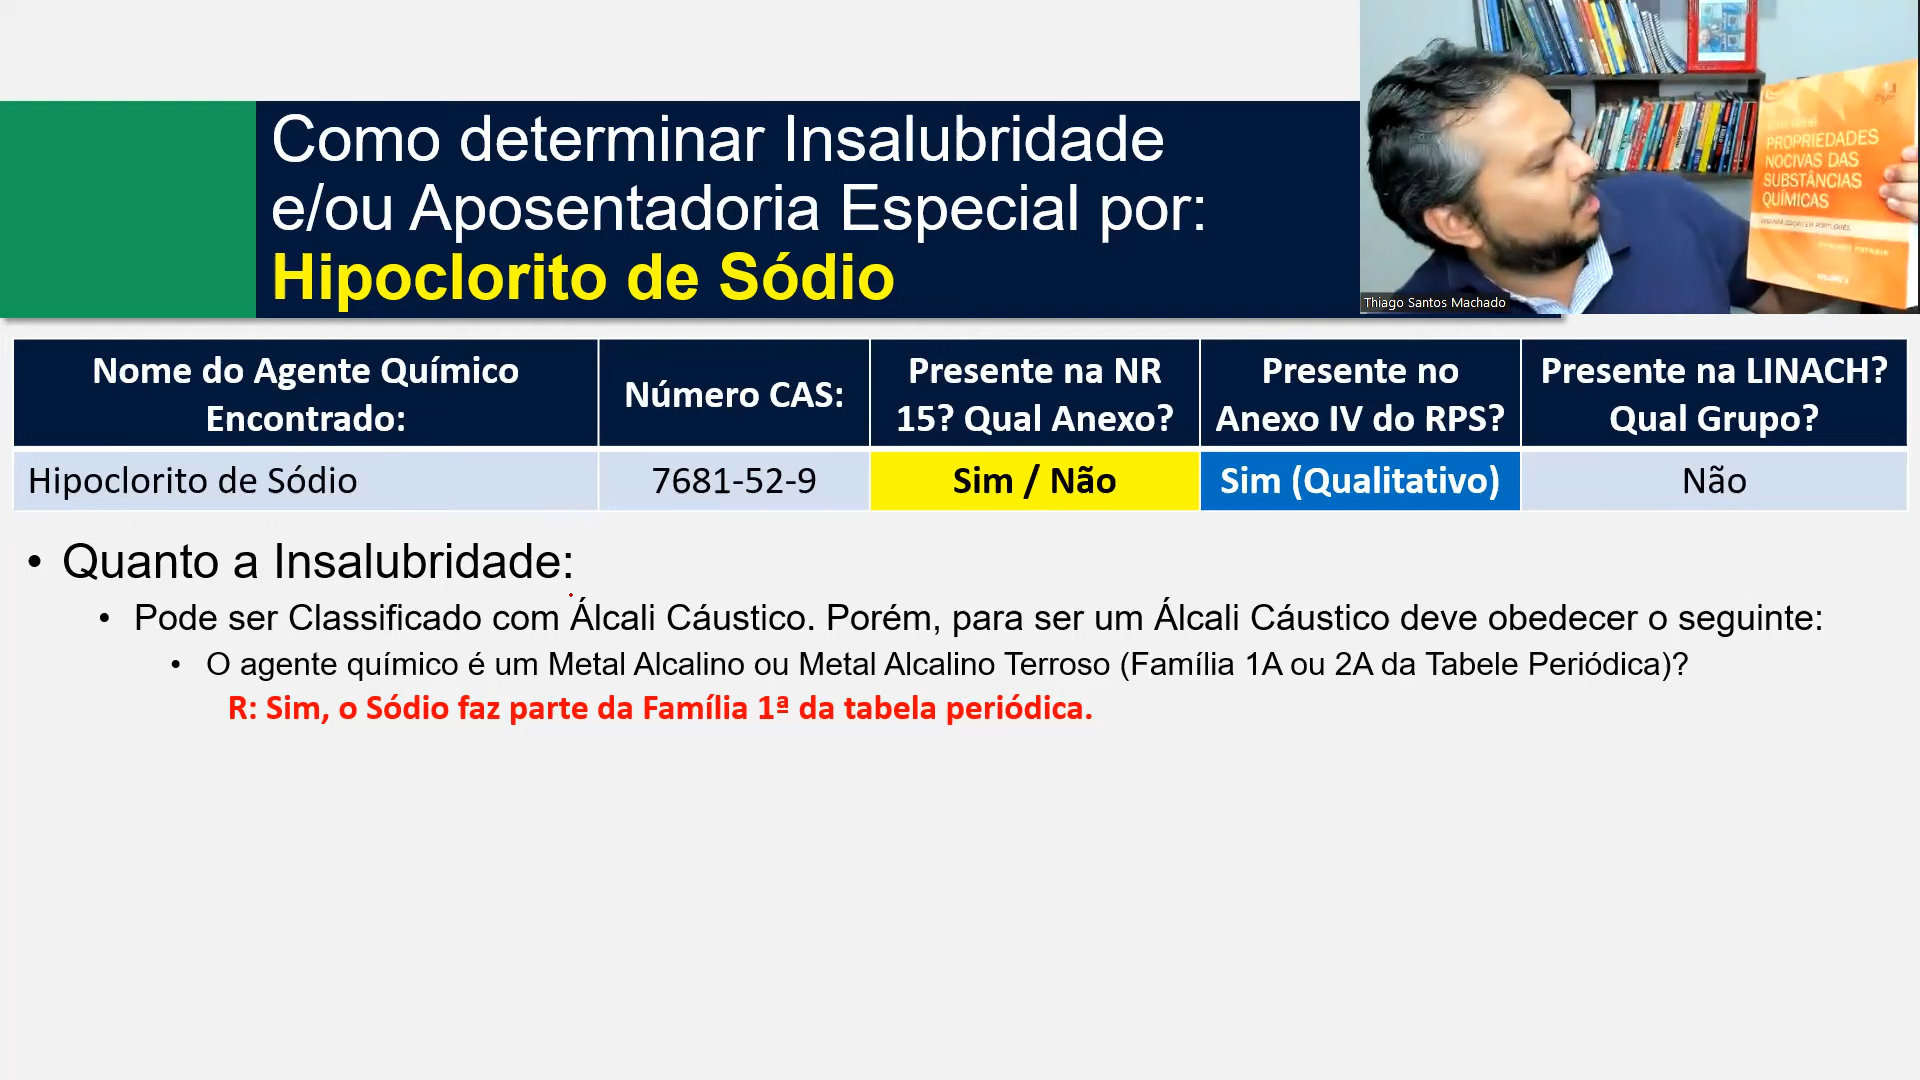 Como determinar Insalubridade
e/ou Aposentadoria Especial por:
Hipoclorito de Sódio
PROPRIEDADES
NOCIVAS DAS
SUBSTÂNCIAS
QUÍMICAS
Thiago Santos Machado
Nome do Agente Químico
Encontrado:
Número CAS:
Presente na NR
15? Qual Anexo?
Presente no
Anexo IV do RPS?
Presente na LINACH?
Qual Grupo?
Hipoclorito de Sódio
7681-52-9
Sim / Não
Sim (Qualitativo)
Não
• Quanto a Insalubridade:
• Pode ser Classificado com Álcali Cáustico. Porém, para ser um Álcali Cáustico deve obedecer o seguinte:
• O agente químico é um Metal Alcalino ou Metal Alcalino Terroso (Família 1A ou 2A da Tabele Periódica)?
R: Sim, o Sódio faz parte da Família 1ª da tabela periódica.